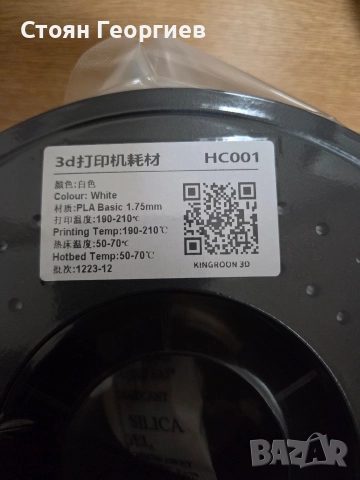 Стоян Георгиев
3d打印机耗材 HC001
颜色:白色
Colour: White
材质:PLA Basic 1.75mm
打印温度:190-210℃
Printing Temp:190-210℃
热床温度:50-70℃
Hotbed Temp:50-70℃
批次:1223-12
KINGROON 3D
SILICA
GEL
BAZAR
bg